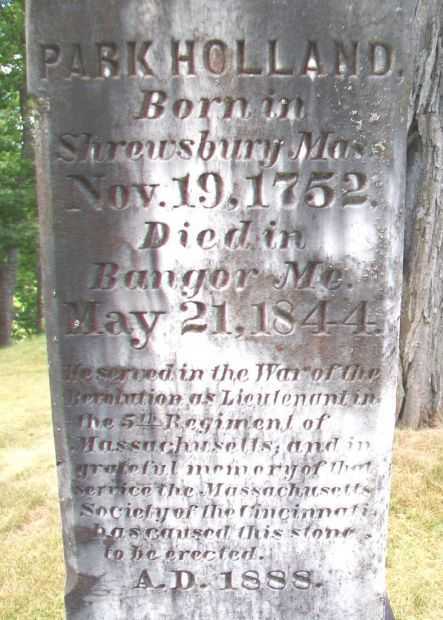 PARK HOLLAND,
Born in
Shrewsbury Mass
Nov. 19, 1752.
Died in
Bangor Me.
May 21, 1844.
He served in the War of the
Revolution as Lieutenant in
the 5th Regiment of
Massachusetts; and in
grateful memory of that
service the Massachusetts
Society of the Cincinnati
has caused this stone
to be erected.
A.D. 1888.